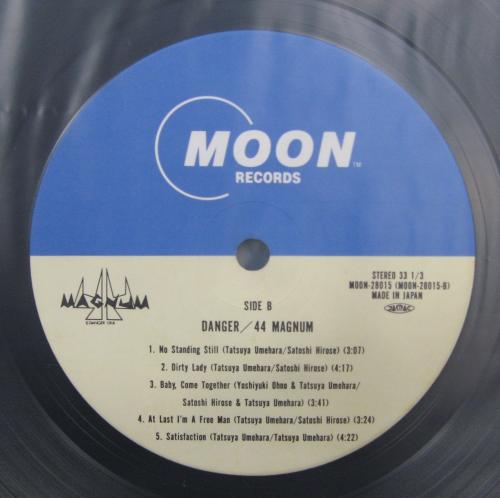 MOON TM
RECORDS
STEREO 33 1/3
MOON-28015 (MOON-28015-B)
MADE IN JAPAN
44
MAGNUM
SIDE B
DANGER/44 MAGNUM
1. No Standing Still (Tatsuya Umehara/Satoshi Hirose) (3:07)
2. Dirty Lady (Tatsuya Umehara/Satoshi Hirose) (4:17)
3. Baby, Come Together (Yoshiyuki Ohno & Tatsuya Umehara/
Satoshi Hirose & Tatsuya Umehara) (3:41)
4. At Last I'm A Free Man (Tatsuya Umehara/Satoshi Hirose) (3:24)
5. Satisfaction (Tatsuya Umehara/Tatsuya Umehara) (4:22)